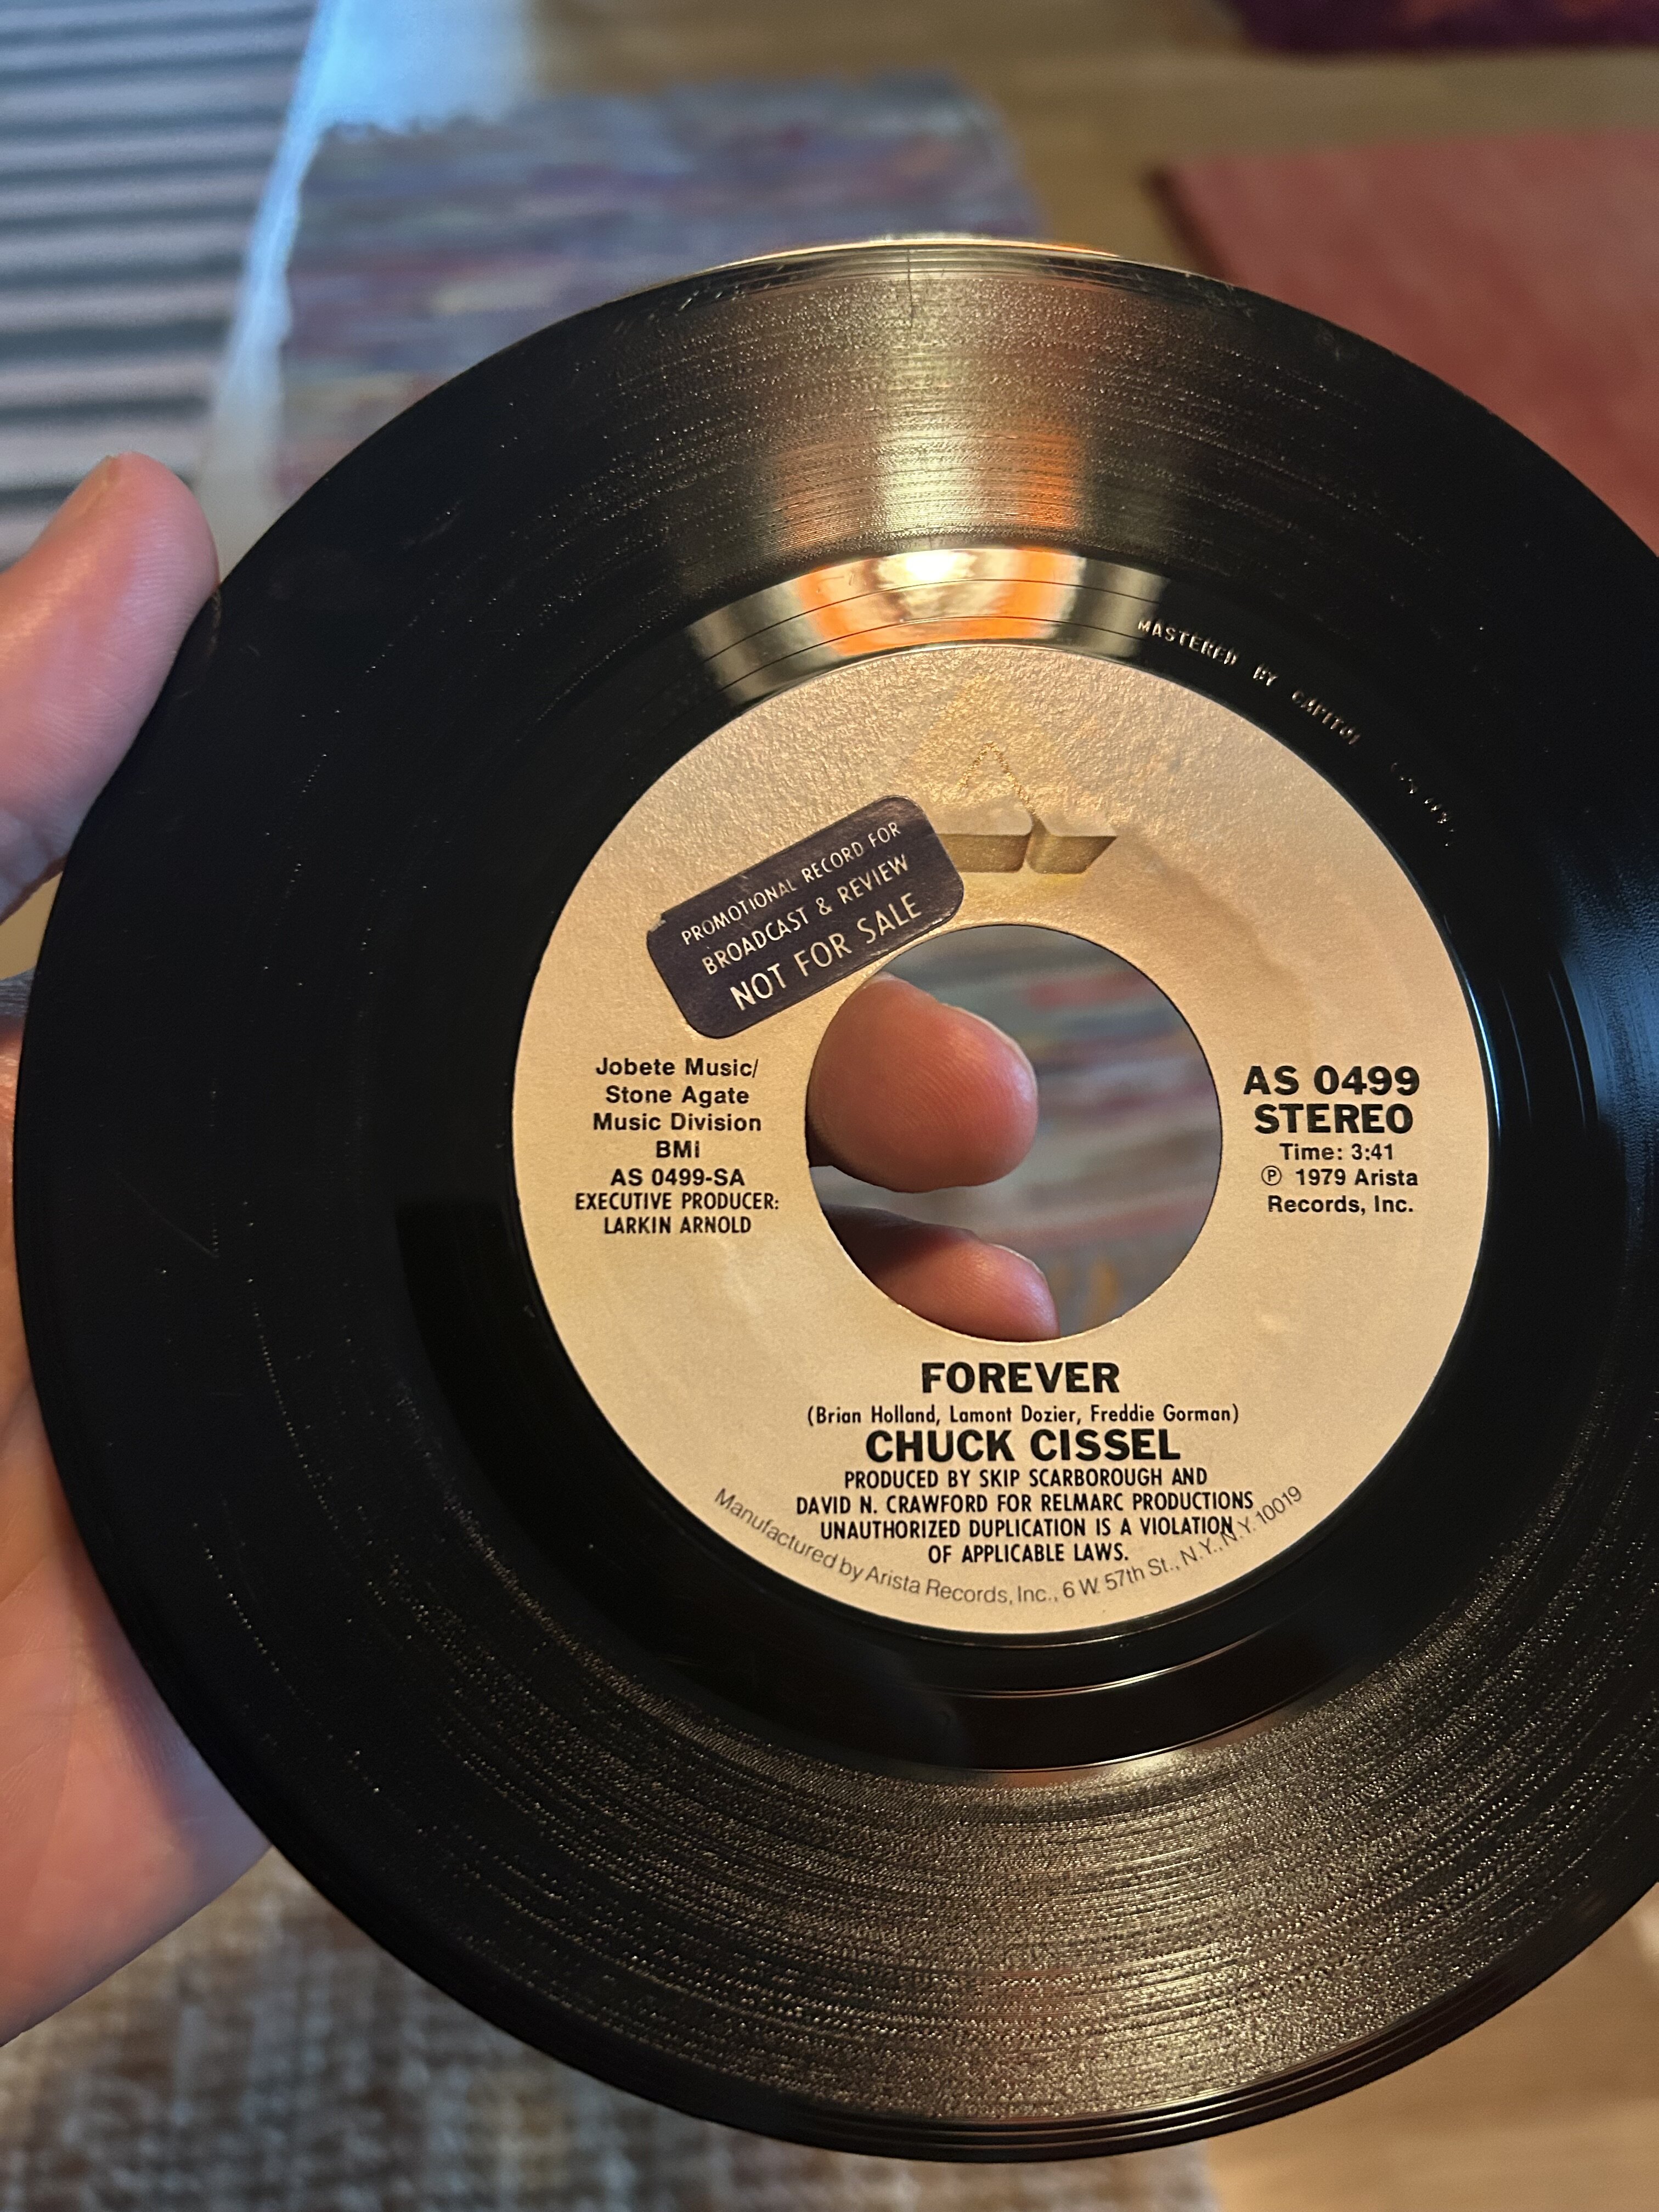 MASTERED BY CAPITOL
PROMOTIONAL RECORD FOR
BROADCAST & REVIEW
NOT FOR SALE
Jobete Music/
Stone Agate
Music Division
BMI
AS 0499-SA
EXECUTIVE PRODUCER:
LARKIN ARNOLD
AS 0499
STEREO
Time: 3:41
Ⓟ 1979 Arista
Records, Inc.
FOREVER
(Brian Holland, Lamont Dozier, Freddie Gorman)
CHUCK CISSEL
PRODUCED BY SKIP SCARBOROUGH AND
DAVID N. CRAWFORD FOR RELMARC PRODUCTIONS
UNAUTHORIZED DUPLICATION IS A VIOLATION
OF APPLICABLE LAWS.
Manufactured by Arista Records, Inc., 6 W. 57th St., N.Y., N.Y. 10019